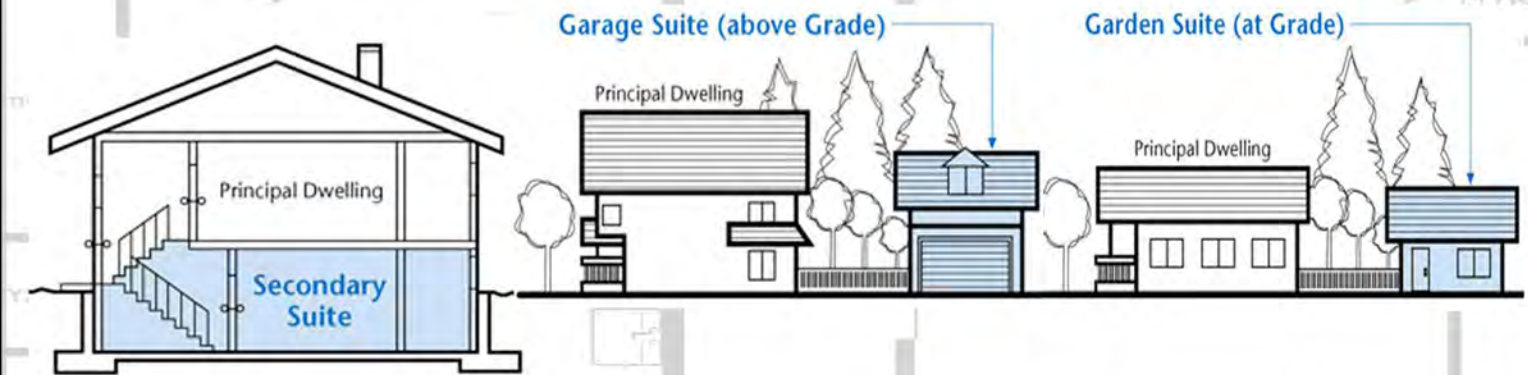 Garage Suite (above Grade)
Garden Suite (at Grade)
Principal Dwelling
Principal Dwelling
Principal Dwelling
Secondary
Suite